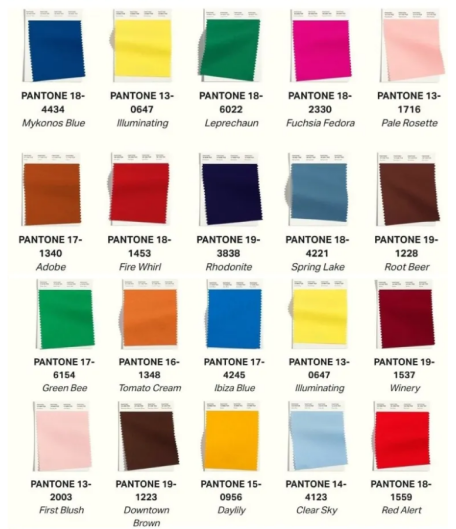 PANTONE 18-
4434
Mykonos Blue
PANTONE 13-
0647
Illuminating
PANTONE 18-
6022
Leprechaun
PANTONE 18-
2330
Fuchsia Fedora
PANTONE 13-
1716
Pale Rosette
PANTONE 17-
1340
Adobe
PANTONE 18-
1453
Fire Whirl
PANTONE 19-
3838
Rhodonite
PANTONE 18-
4221
Spring Lake
PANTONE 19-
1228
Root Beer
PANTONE 17-
6154
Green Bee
PANTONE 16-
1348
Tomato Cream
PANTONE 17-
4245
Ibiza Blue
PANTONE 13-
0647
Illuminating
PANTONE 19-
1537
Winery
PANTONE 13-
2003
First Blush
PANTONE 19-
1223
Downtown
Brown
PANTONE 15-
0956
Daylily
PANTONE 14-
4123
Clear Sky
PANTONE 18-
1559
Red Alert